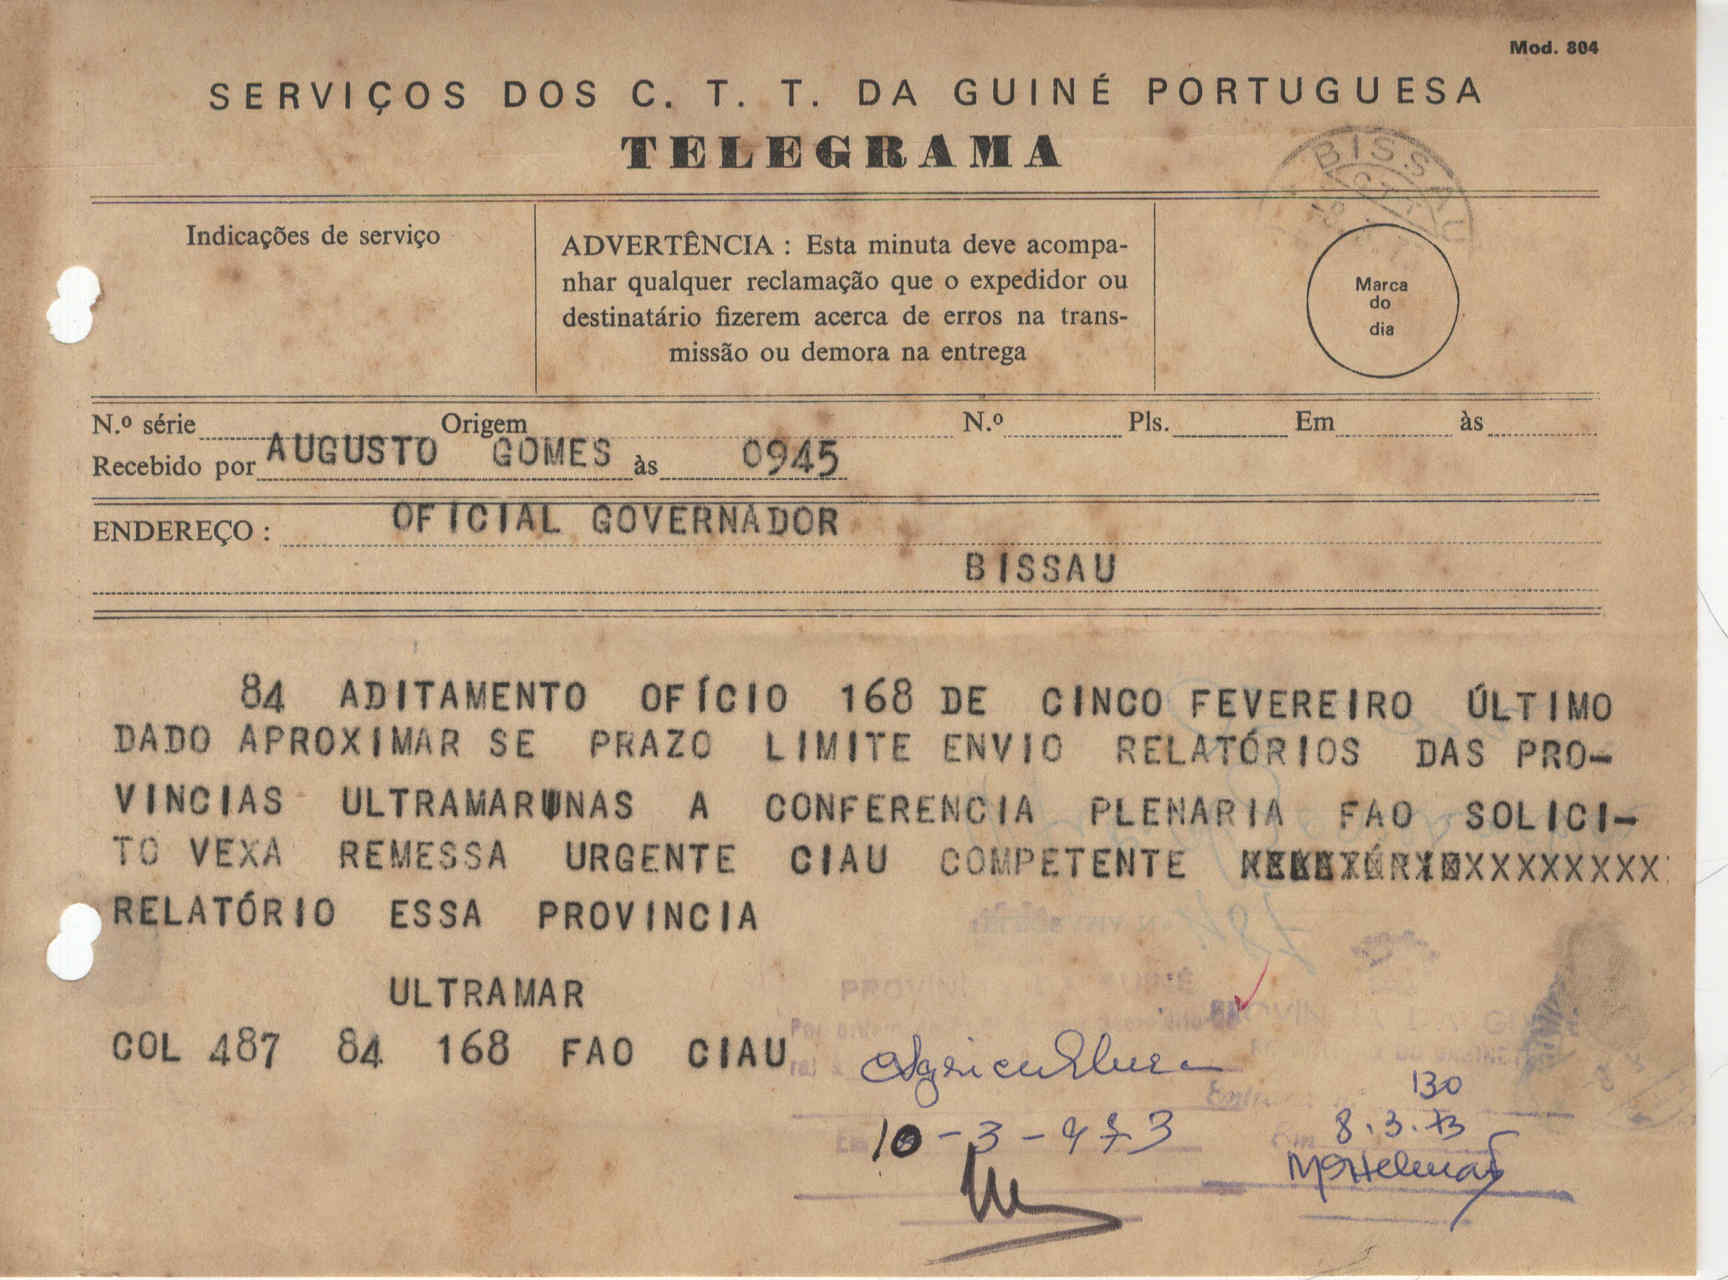 Mod. 804
SERVIÇOS DOS C. T. T. DA GUINÉ PORTUGUESA
TELEGRAMA
BISSAU
Indicações de serviço
ADVERTÊNCIA : Esta minuta deve acompa-
nhar qualquer reclamação que o expedidor ou
destinatário fizerem acerca de erros na trans-
missão ou demora na entrega
Marca
do
dia
N.º série Origem N.º Pls. Em às
Recebido por AUGUSTO GOMES às 0945
ENDEREÇO : OFICIAL GOVERNADOR
BISSAU
84 ADITAMENTO OFÍCIO 168 DE CINCO FEVEREIRO ÚLTIMO
DADO APROXIMAR SE PRAZO LIMITE ENVIO RELATÓRIOS DAS PRO-
VINCIAS ULTRAMARINAS A CONFERENCIA PLENARIA FAO SOLICI-
TO VEXA REMESSA URGENTE CIAU COMPETENTE
RELATÓRIO ESSA PROVINCIA
ULTRAMAR
COL 487 84 168 FAO CIAU
PROVINCIA DA GUINÉ
Agricultura
130
10-3-973
8.3.73